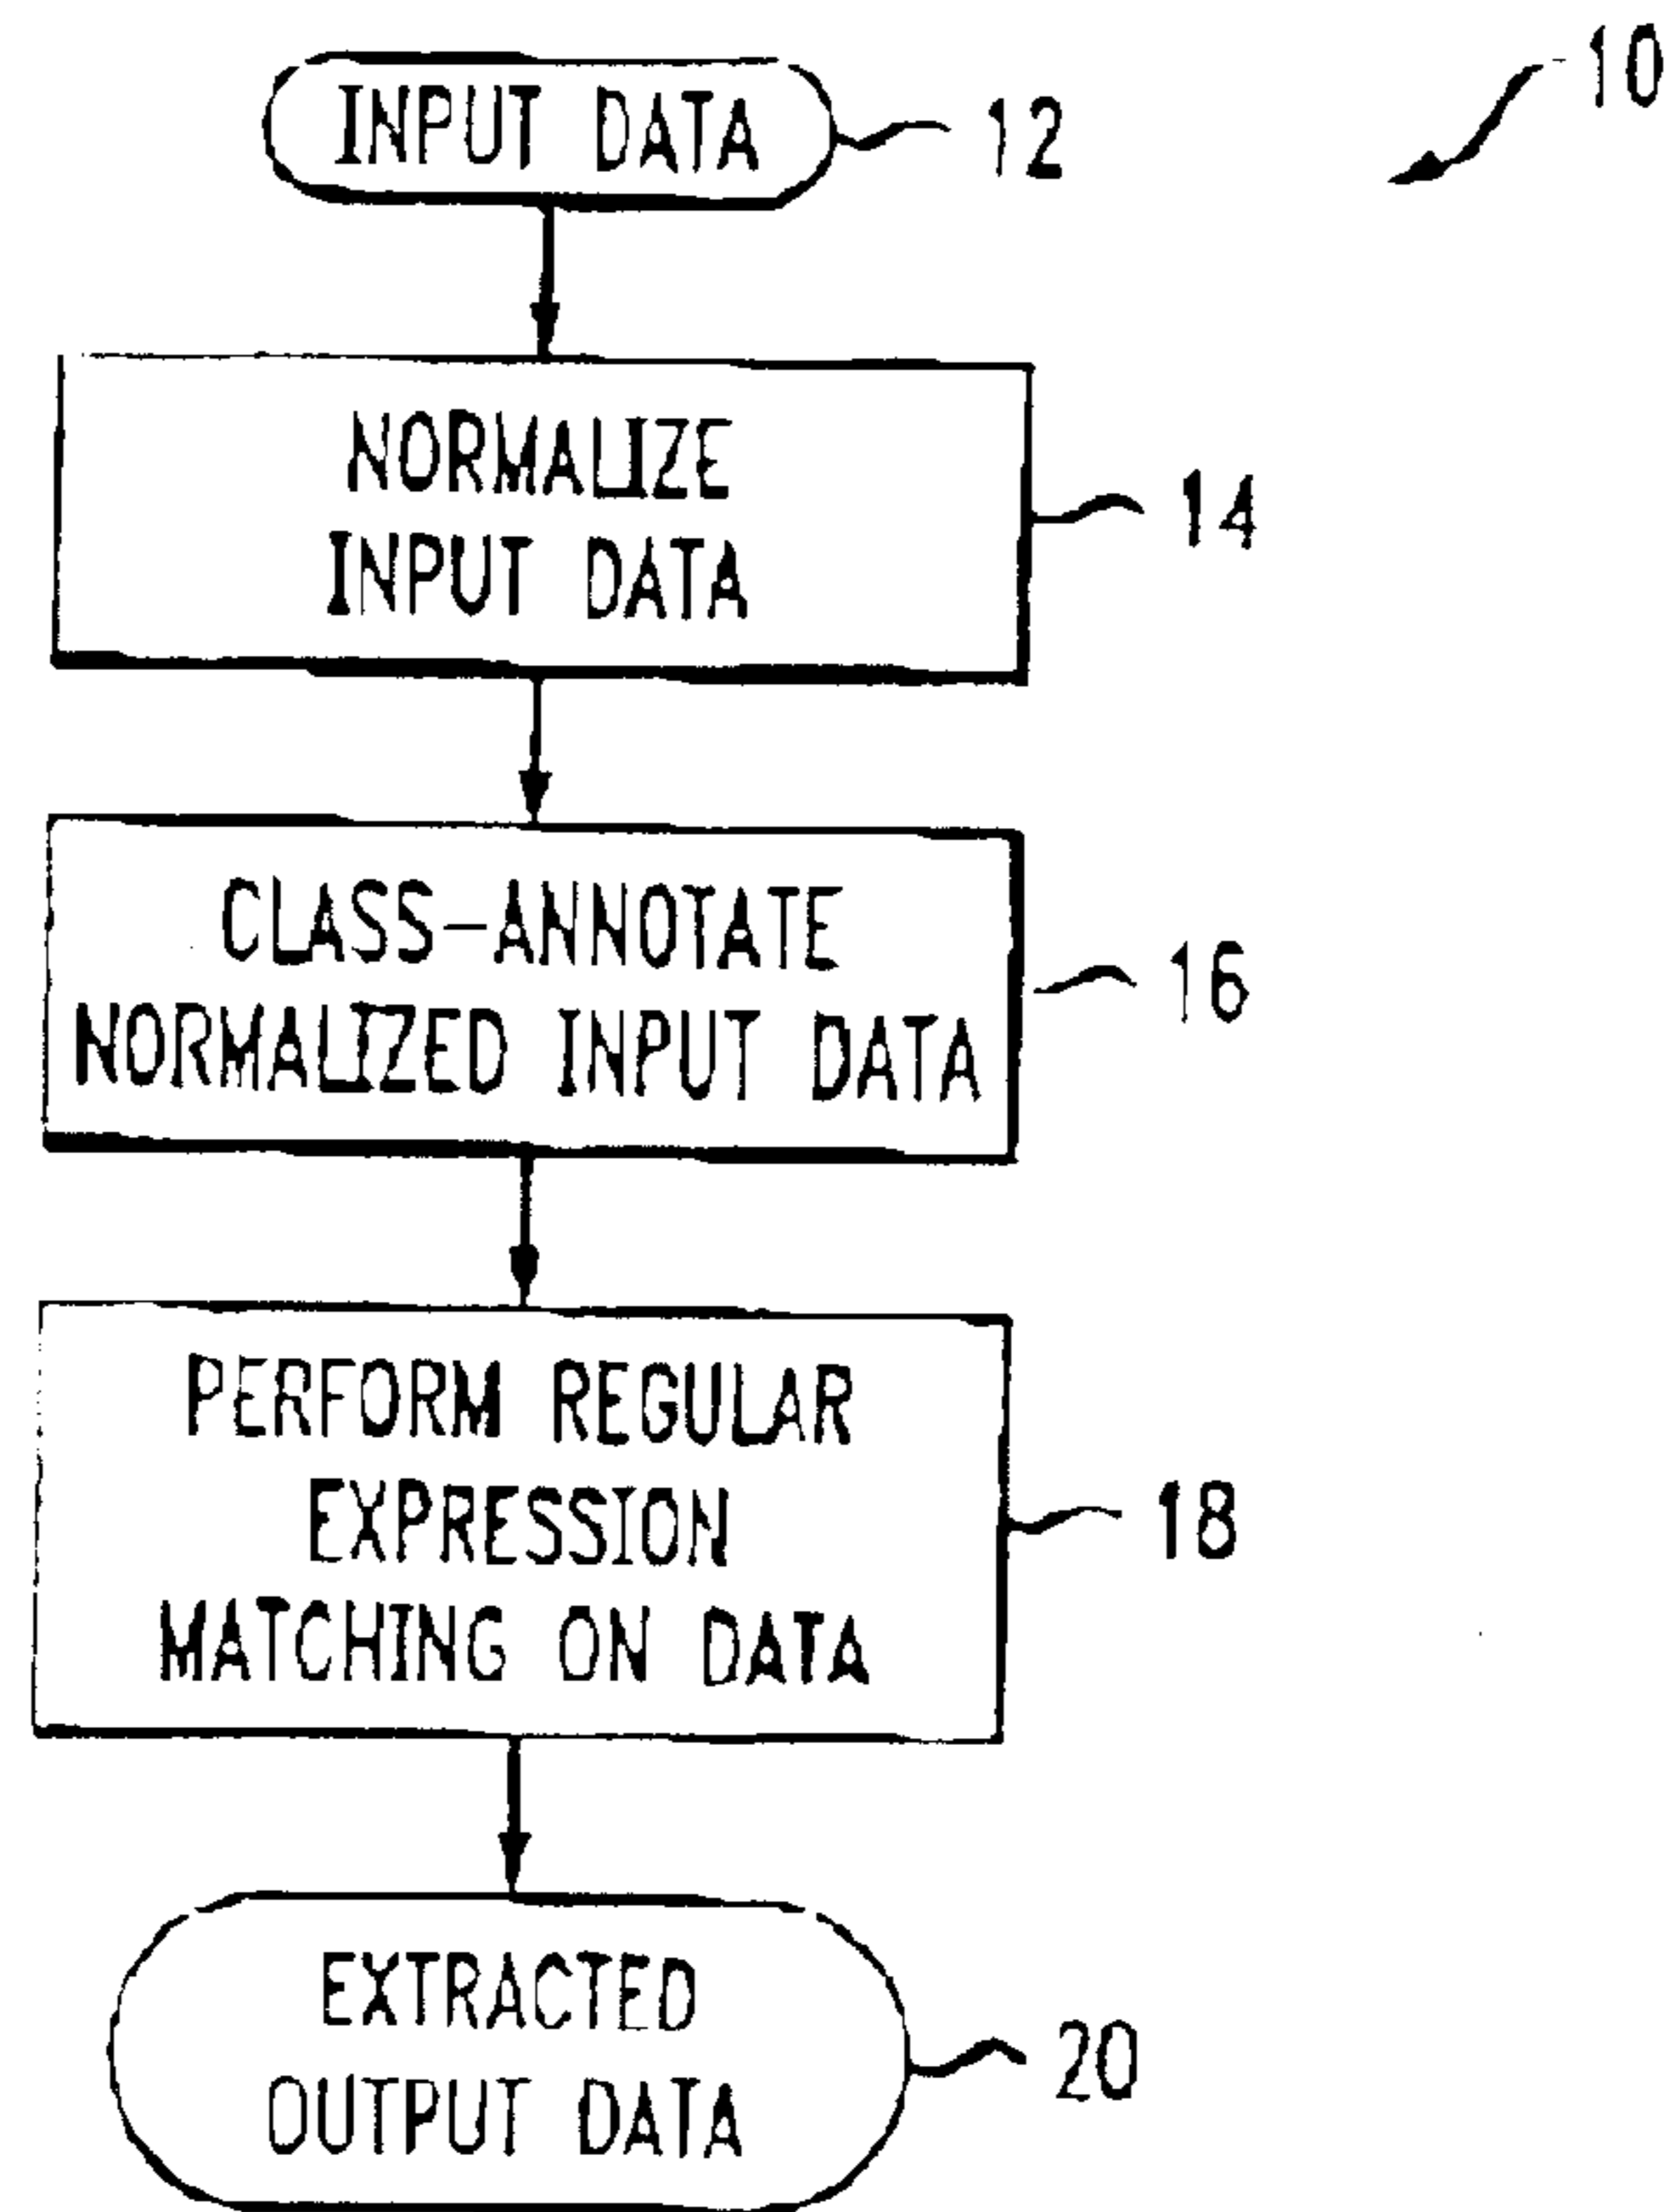 10
INPUT DATA
12
NORMALIZE
INPUT DATA
14
CLASS-ANNOTATE
NORMALIZED INPUT DATA
16
PERFORM REGULAR
EXPRESSION
MATCHING ON DATA
18
EXTRACTED
OUTPUT DATA
20